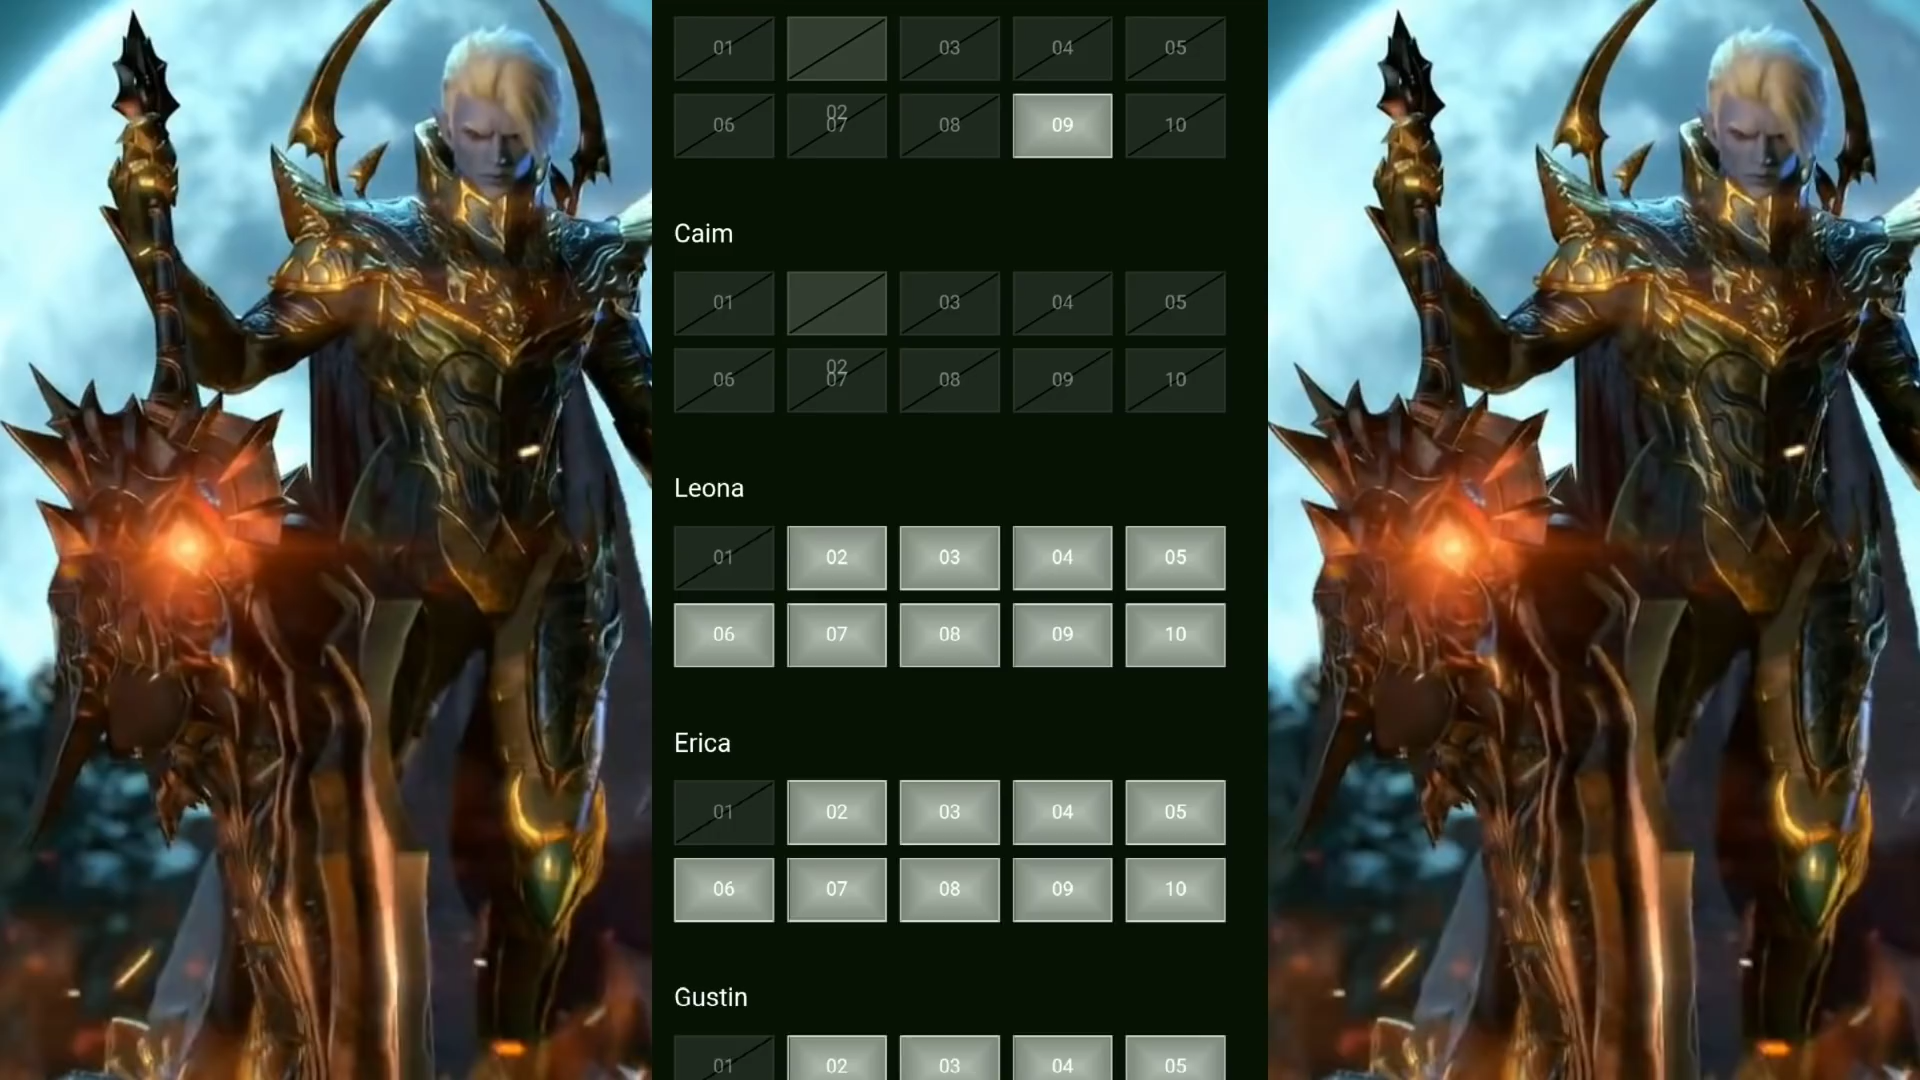 01 03 04 05
02
06 07 08 09 10
Caim
01 03 04 05
02
06 07 08 09 10
Leona
01 02 03 04 05
06 07 08 09 10
Erica
01 02 03 04 05
06 07 08 09 10
Gustin
01 02 03 04 05